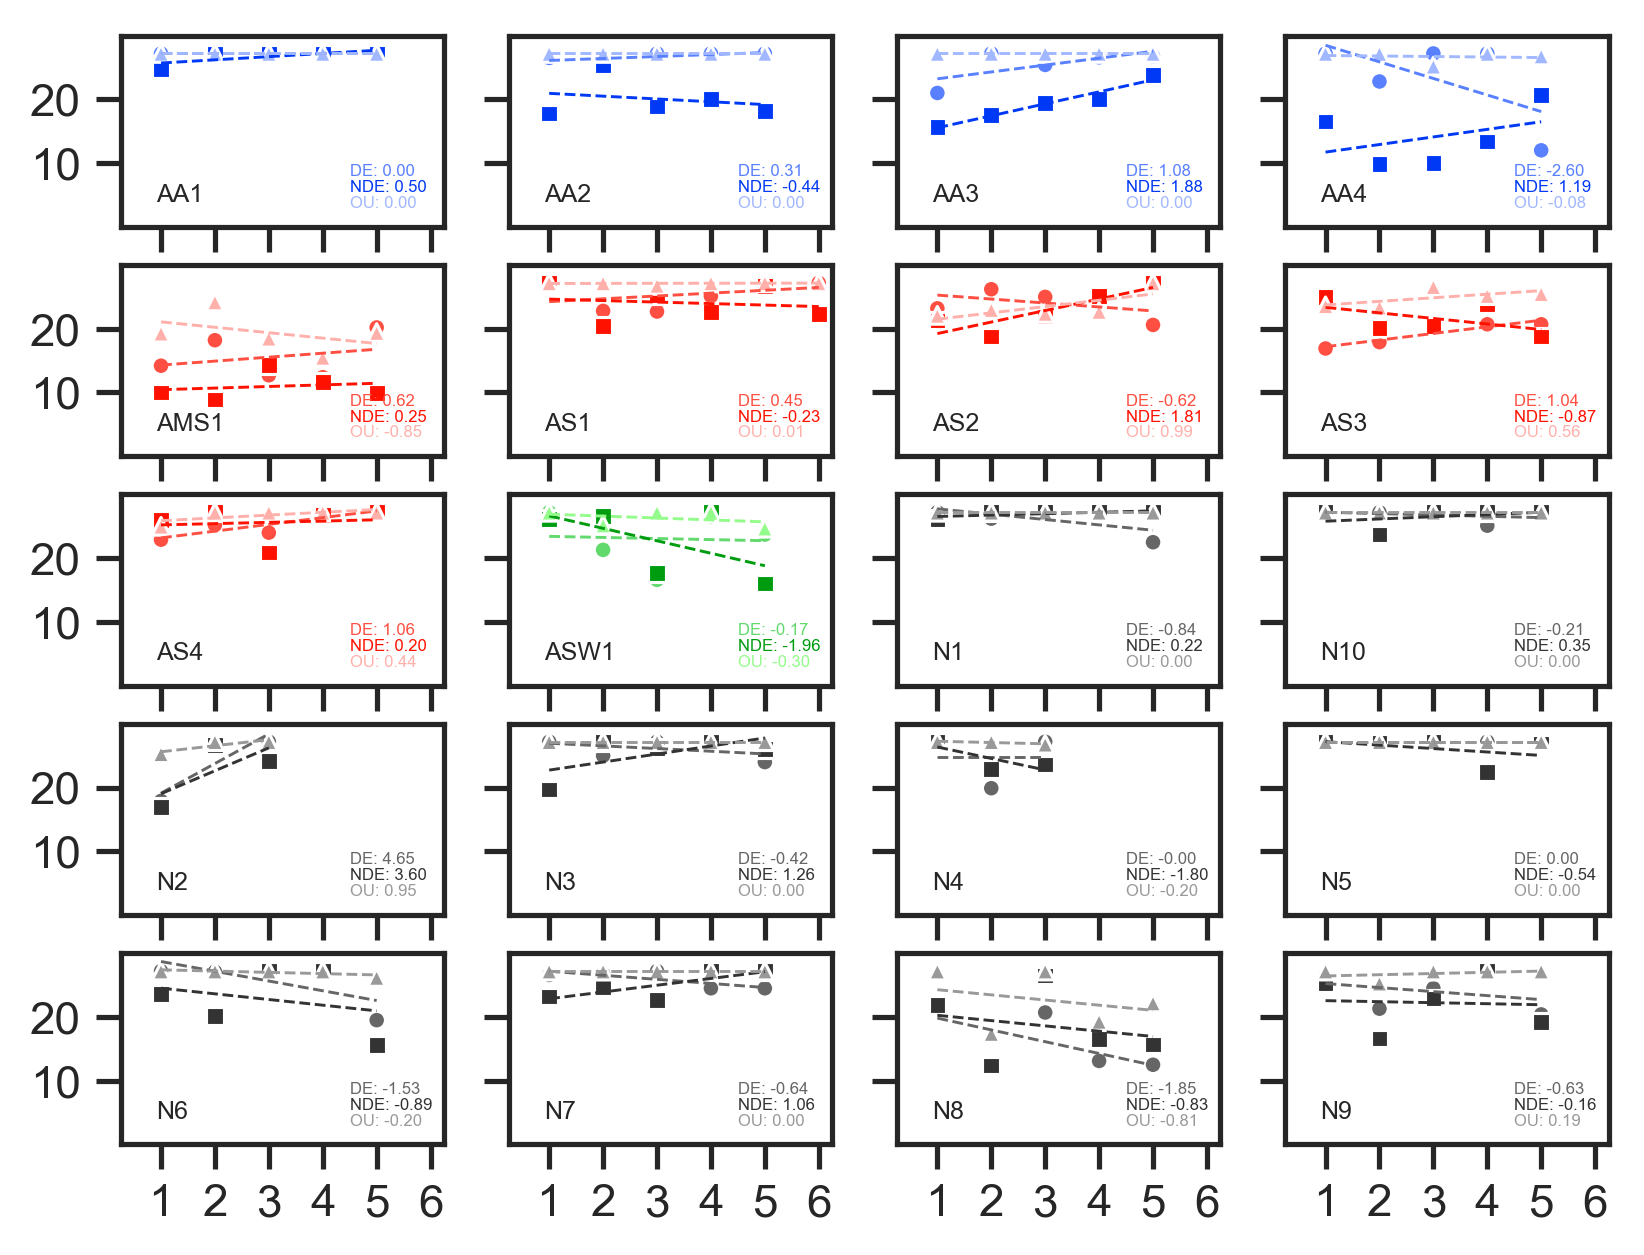 20
10
DE: 0.00
NDE: 0.50
OU: 0.00
AA1
DE: 0.31
NDE: -0.44
OU: 0.00
AA2
DE: 1.08
NDE: 1.88
OU: 0.00
AA3
DE: -2.60
NDE: 1.19
OU: -0.08
AA4
20
10
DE: 0.62
NDE: 0.25
OU: -0.85
AMS1
DE: 0.45
NDE: -0.23
OU: 0.01
AS1
DE: -0.62
NDE: 1.81
OU: 0.99
AS2
DE: 1.04
NDE: -0.87
OU: 0.56
AS3
20
10
DE: 1.06
NDE: 0.20
OU: 0.44
AS4
DE: -0.17
NDE: -1.96
OU: -0.30
ASW1
DE: -0.84
NDE: 0.22
OU: 0.00
N1
DE: -0.21
NDE: 0.35
OU: 0.00
N10
20
10
DE: 4.65
NDE: 3.60
OU: 0.95
N2
DE: -0.42
NDE: 1.26
OU: 0.00
N3
DE: -0.00
NDE: -1.80
OU: -0.20
N4
DE: 0.00
NDE: -0.54
OU: 0.00
N5
20
10
DE: -1.53
NDE: -0.89
OU: -0.20
N6
DE: -0.64
NDE: 1.06
OU: 0.00
N7
DE: -1.85
NDE: -0.83
OU: -0.81
N8
DE: -0.63
NDE: -0.16
OU: 0.19
N9
1 2 3 4 5 6
1 2 3 4 5 6
1 2 3 4 5 6
1 2 3 4 5 6